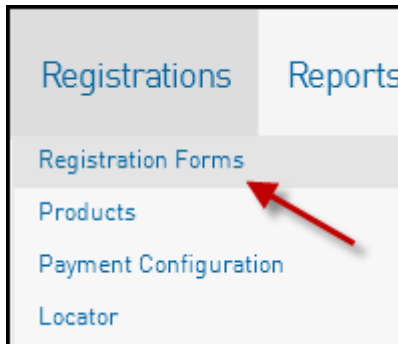 Registrations Reports
Registration Forms
Products
Payment Configuration
Locator